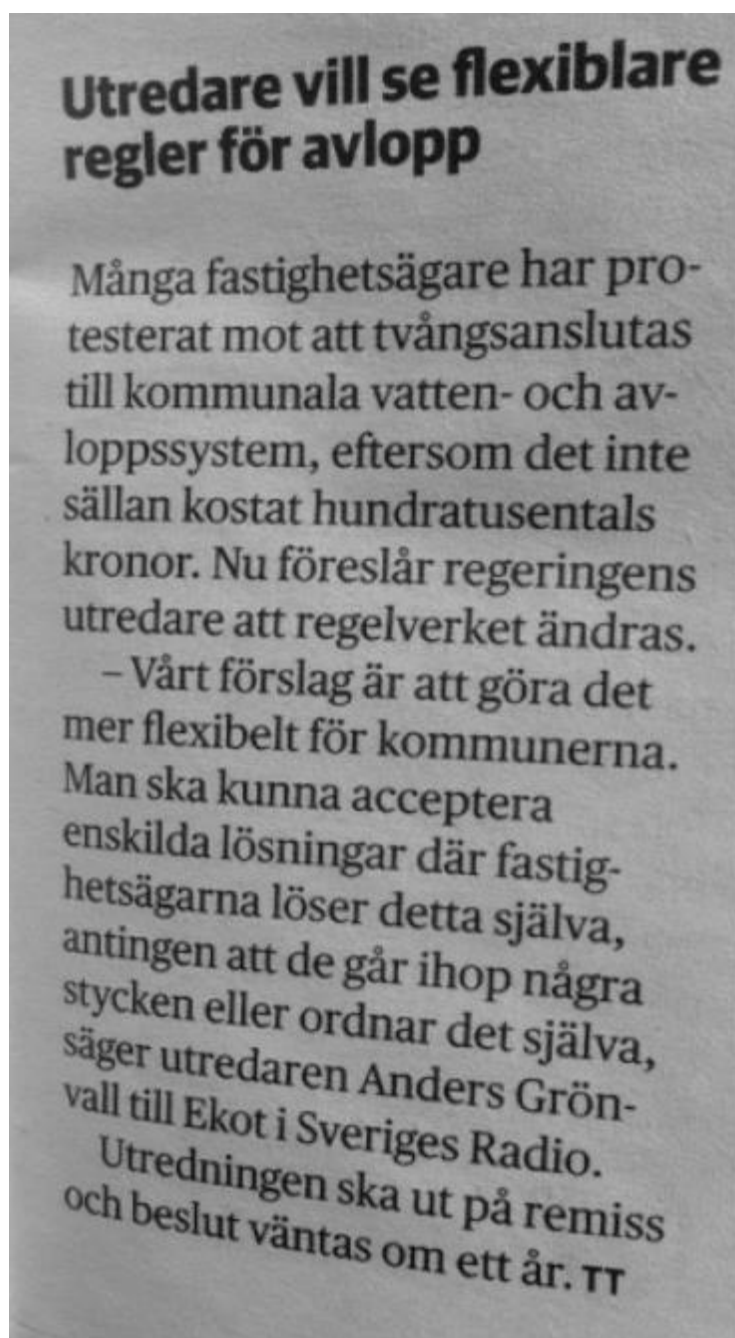 Utredare vill se flexiblare
regler för avlopp
Många fastighetsägare har pro-
testerat mot att tvångsanslutas
till kommunala vatten- och av-
loppssystem, eftersom det inte
sällan kostat hundratusentals
kronor. Nu föreslår regeringens
utredare att regelverket ändras.
– Vårt förslag är att göra det
mer flexibelt för kommunerna.
Man ska kunna acceptera
enskilda lösningar där fastig-
hetsägarna löser detta själva,
antingen att de går ihop några
stycken eller ordnar det själva,
säger utredaren Anders Grön-
vall till Ekot i Sveriges Radio.
Utredningen ska ut på remiss
och beslut väntas om ett år. TT